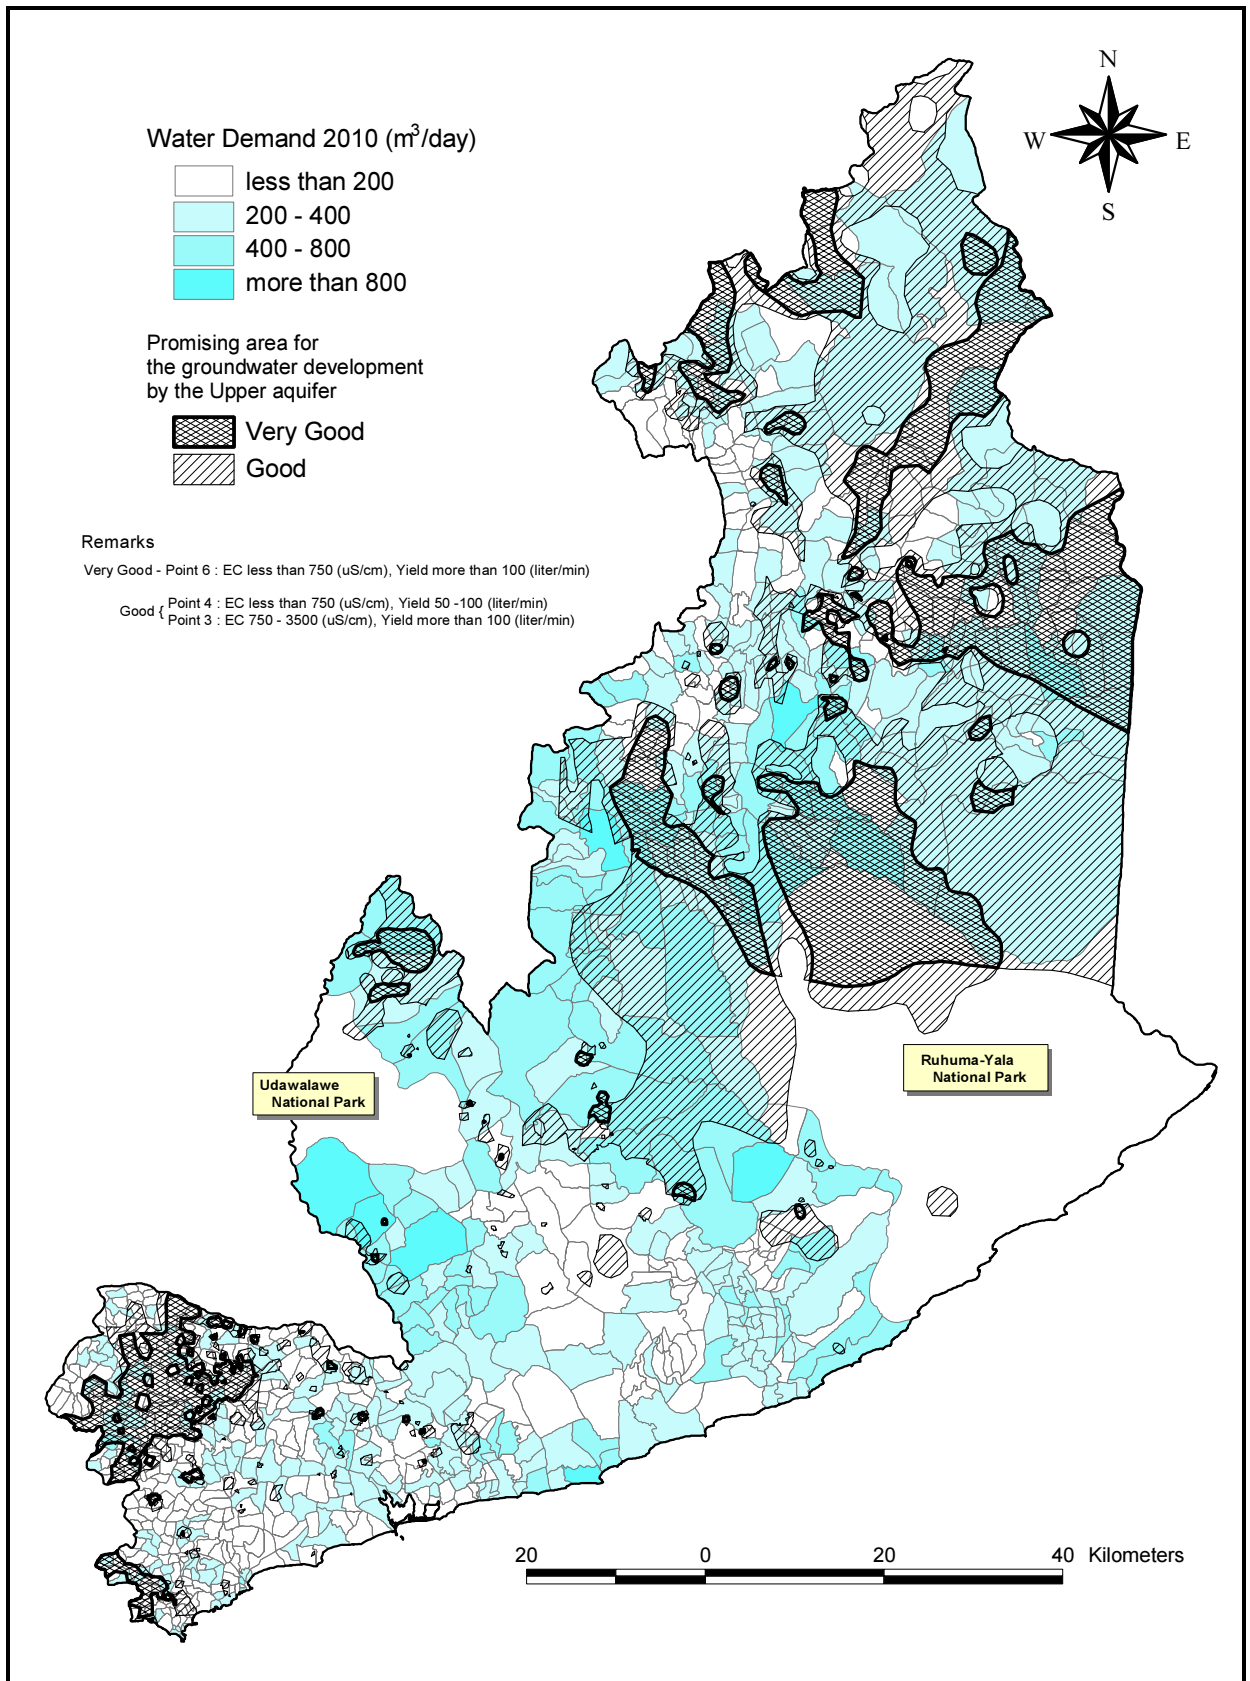 N
W E
S
Water Demand 2010 (m³/day)
less than 200
200 - 400
400 - 800
more than 800
Promising area for
the groundwater development
by the Upper aquifer
Very Good
Good
Remarks
Very Good - Point 6 : EC less than 750 (uS/cm), Yield more than 100 (liter/min)
Good { Point 4 : EC less than 750 (uS/cm), Yield 50 -100 (liter/min)
Point 3 : EC 750 - 3500 (uS/cm), Yield more than 100 (liter/min)
Ruhuma-Yala
National Park
Udawalawe
National Park
20 0 20 40 Kilometers